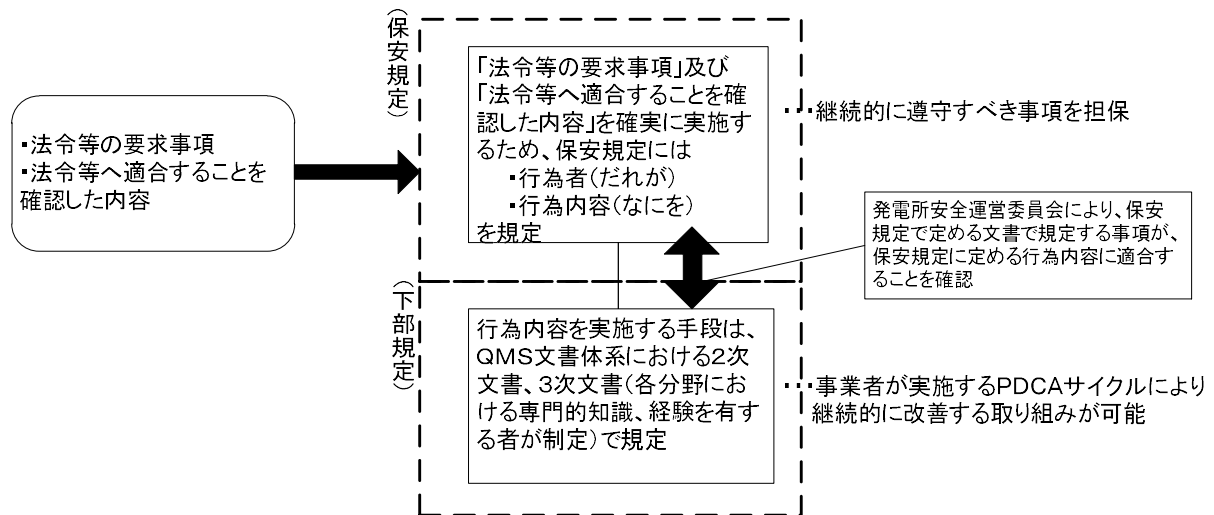 （保安規定）
・法令等の要求事項
・法令等へ適合することを
確認した内容
「法令等の要求事項」及び
「法令等へ適合することを確
認した内容」を確実に実施す
るため、保安規定には
・行為者（だれが）
・行為内容（なにを）
を規定
…継続的に遵守すべき事項を担保
発電所安全運営委員会により、保安
規定で定める文書で規定する事項が、
保安規定に定める行為内容に適合す
ることを確認
（下部規定）
行為内容を実施する手段は、
QMS文書体系における2次
文書、3次文書（各分野にお
ける専門的知識、経験を有す
る者が制定）で規定
…事業者が実施するPDCAサイクルにより
継続的に改善する取り組みが可能